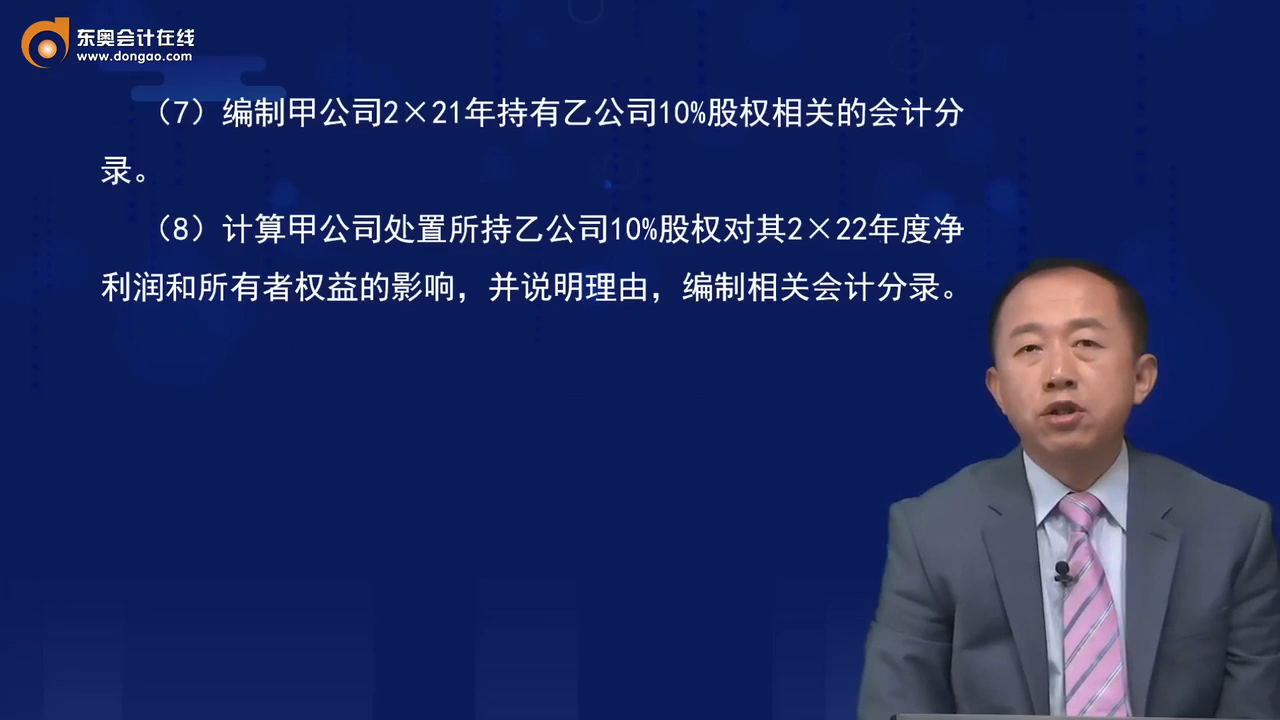 东奥会计在线
www.dongao.com
（7）编制甲公司2×21年持有乙公司10%股权相关的会计分
录。
（8）计算甲公司处置所持乙公司10%股权对其2×22年度净
利润和所有者权益的影响，并说明理由，编制相关会计分录。